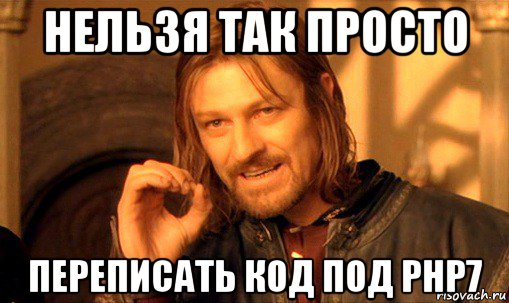 НЕЛЬЗЯ ТАК ПРОСТО
ПЕРЕПИСАТЬ КОД ПОД PHP7
risovach.ru